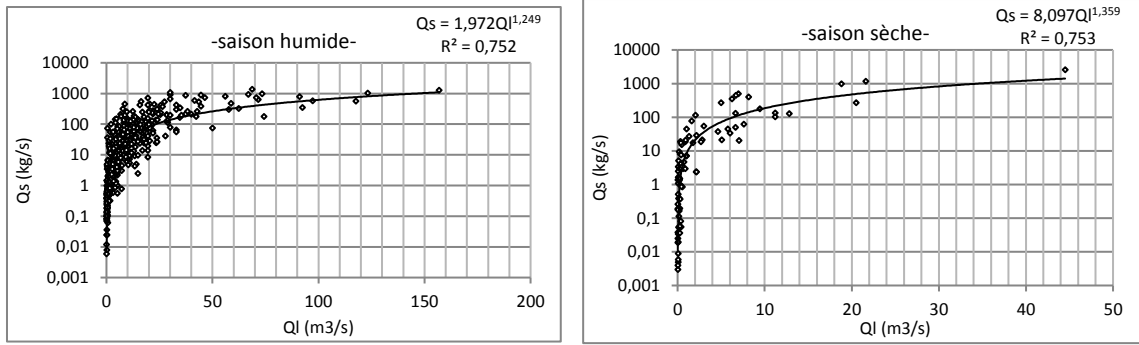 -saison humide-
Qs = 1,972Ql^1,249
R² = 0,752
10000
1000
100
10
1
0,1
0,01
0,001
Qs (kg/s)
0 50 100 150 200
Ql (m3/s)
-saison sèche-
Qs = 8,097Ql^1,359
R² = 0,753
10000
1000
100
10
1
0,1
0,01
0,001
Qs (kg/s)
0 10 20 30 40 50
Ql (m3/s)